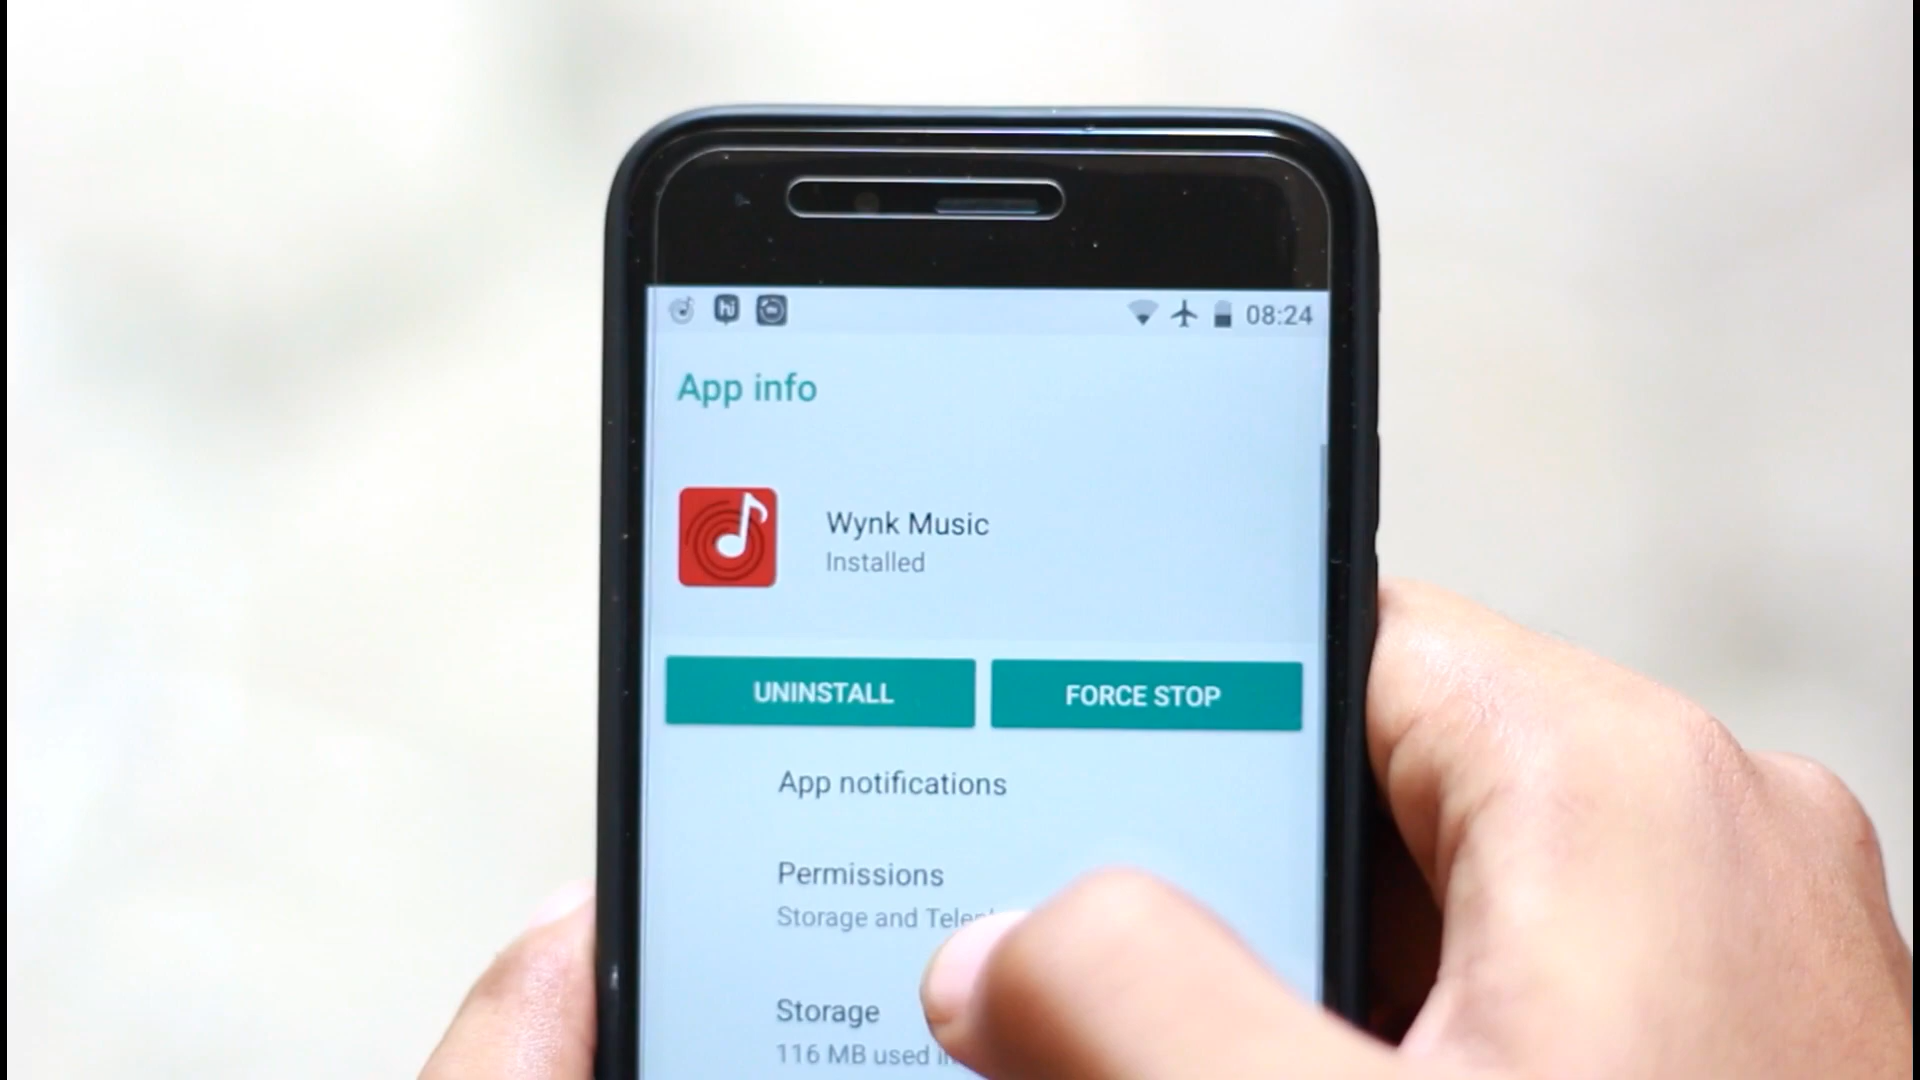 hi
08:24
App info
Wynk Music
Installed
UNINSTALL
FORCE STOP
App notifications
Permissions
Storage and
Storage
116 MB used